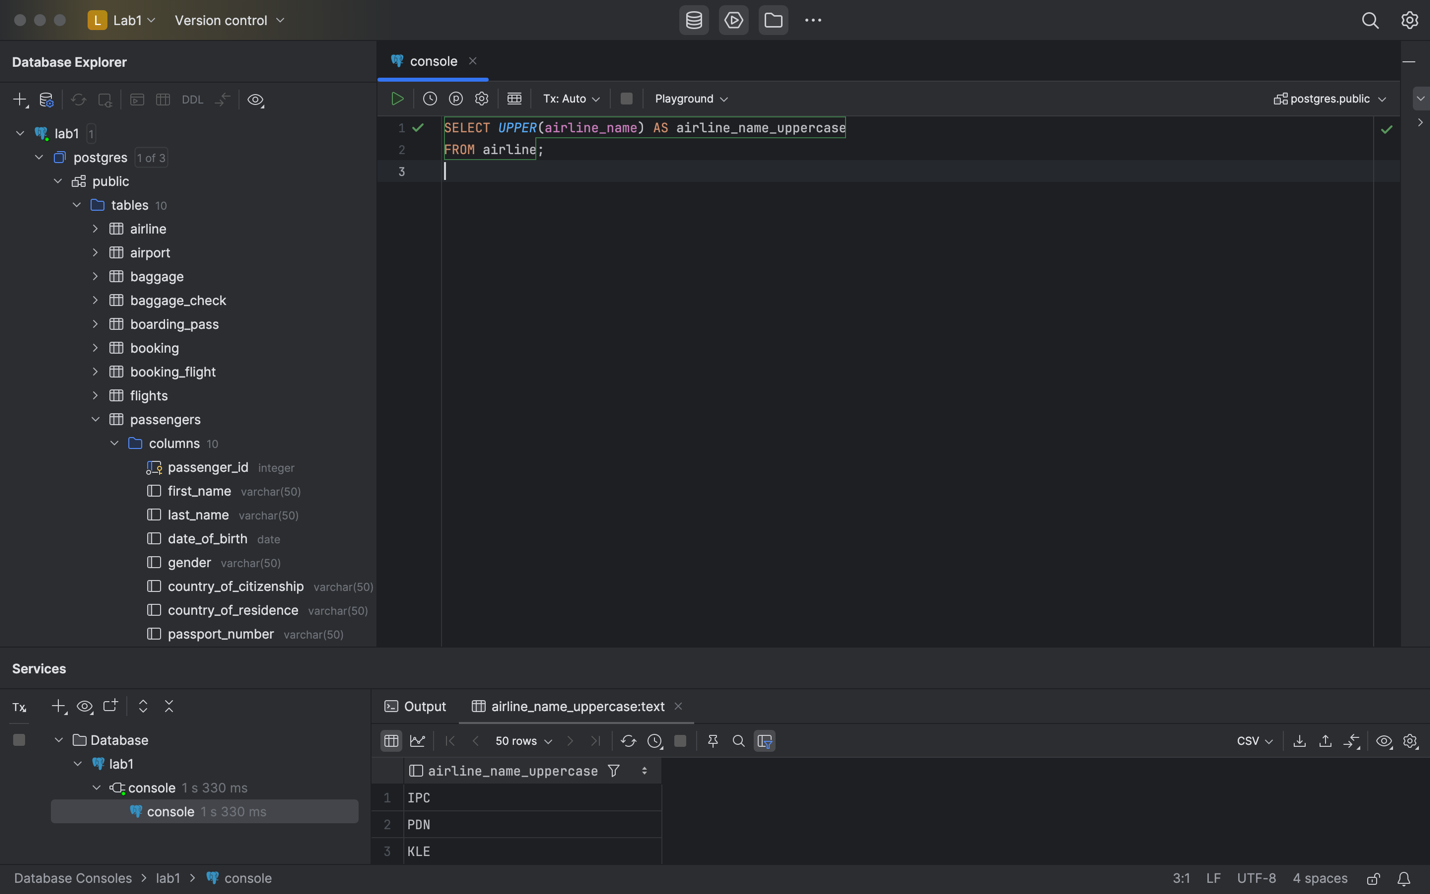 L Lab1 Version control
Database Explorer
console
DDL
Tx: Auto Playground postgres.public
lab1 1
postgres 1 of 3
public
tables 10
airline
airport
baggage
baggage_check
boarding_pass
booking
booking_flight
flights
passengers
columns 10
passenger_id integer
first_name varchar(50)
last_name varchar(50)
date_of_birth date
gender varchar(50)
country_of_citizenship varchar(50)
country_of_residence varchar(50)
passport_number varchar(50)
1 SELECT UPPER(airline_name) AS airline_name_uppercase
2 FROM airline;
3
Services
Tx
Database
lab1
console 1 s 330 ms
console 1 s 330 ms
Output airline_name_uppercase:text
50 rows CSV
airline_name_uppercase
1 IPC
2 PDN
3 KLE
Database Consoles lab1 console 3:1 LF UTF-8 4 spaces